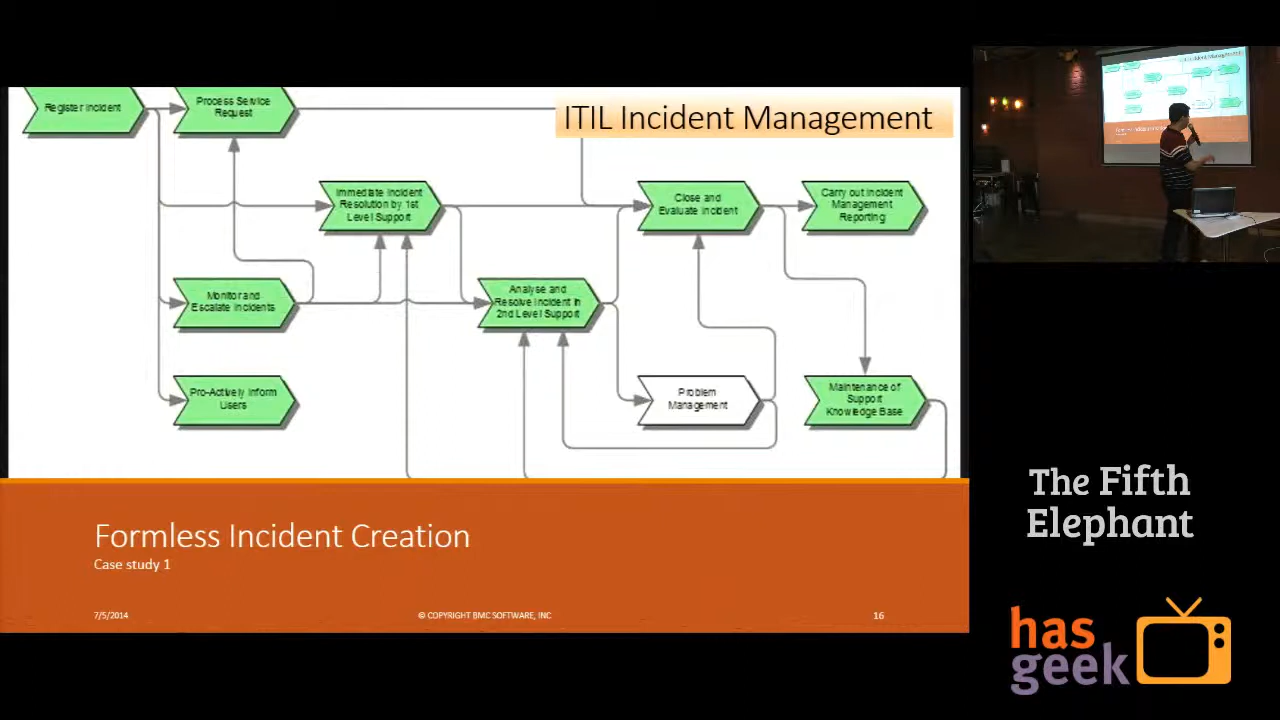 Register Incident
Process Service
Request
ITIL Incident Management
Immediate Incident
Resolution by 1st
Level Support
Close and
Evaluate Incident
Carry out Incident
Management
Reporting
Monitor and
Escalate Incidents
Analyse and
Resolve Incident in
2nd Level Support
Pro-Actively Inform
Users
Problem
Management
Maintenance of
Support
Knowledge Base
Formless Incident Creation
Case study 1
7/5/2014
© COPYRIGHT BMC SOFTWARE, INC
16
The Fifth
Elephant
has
geek